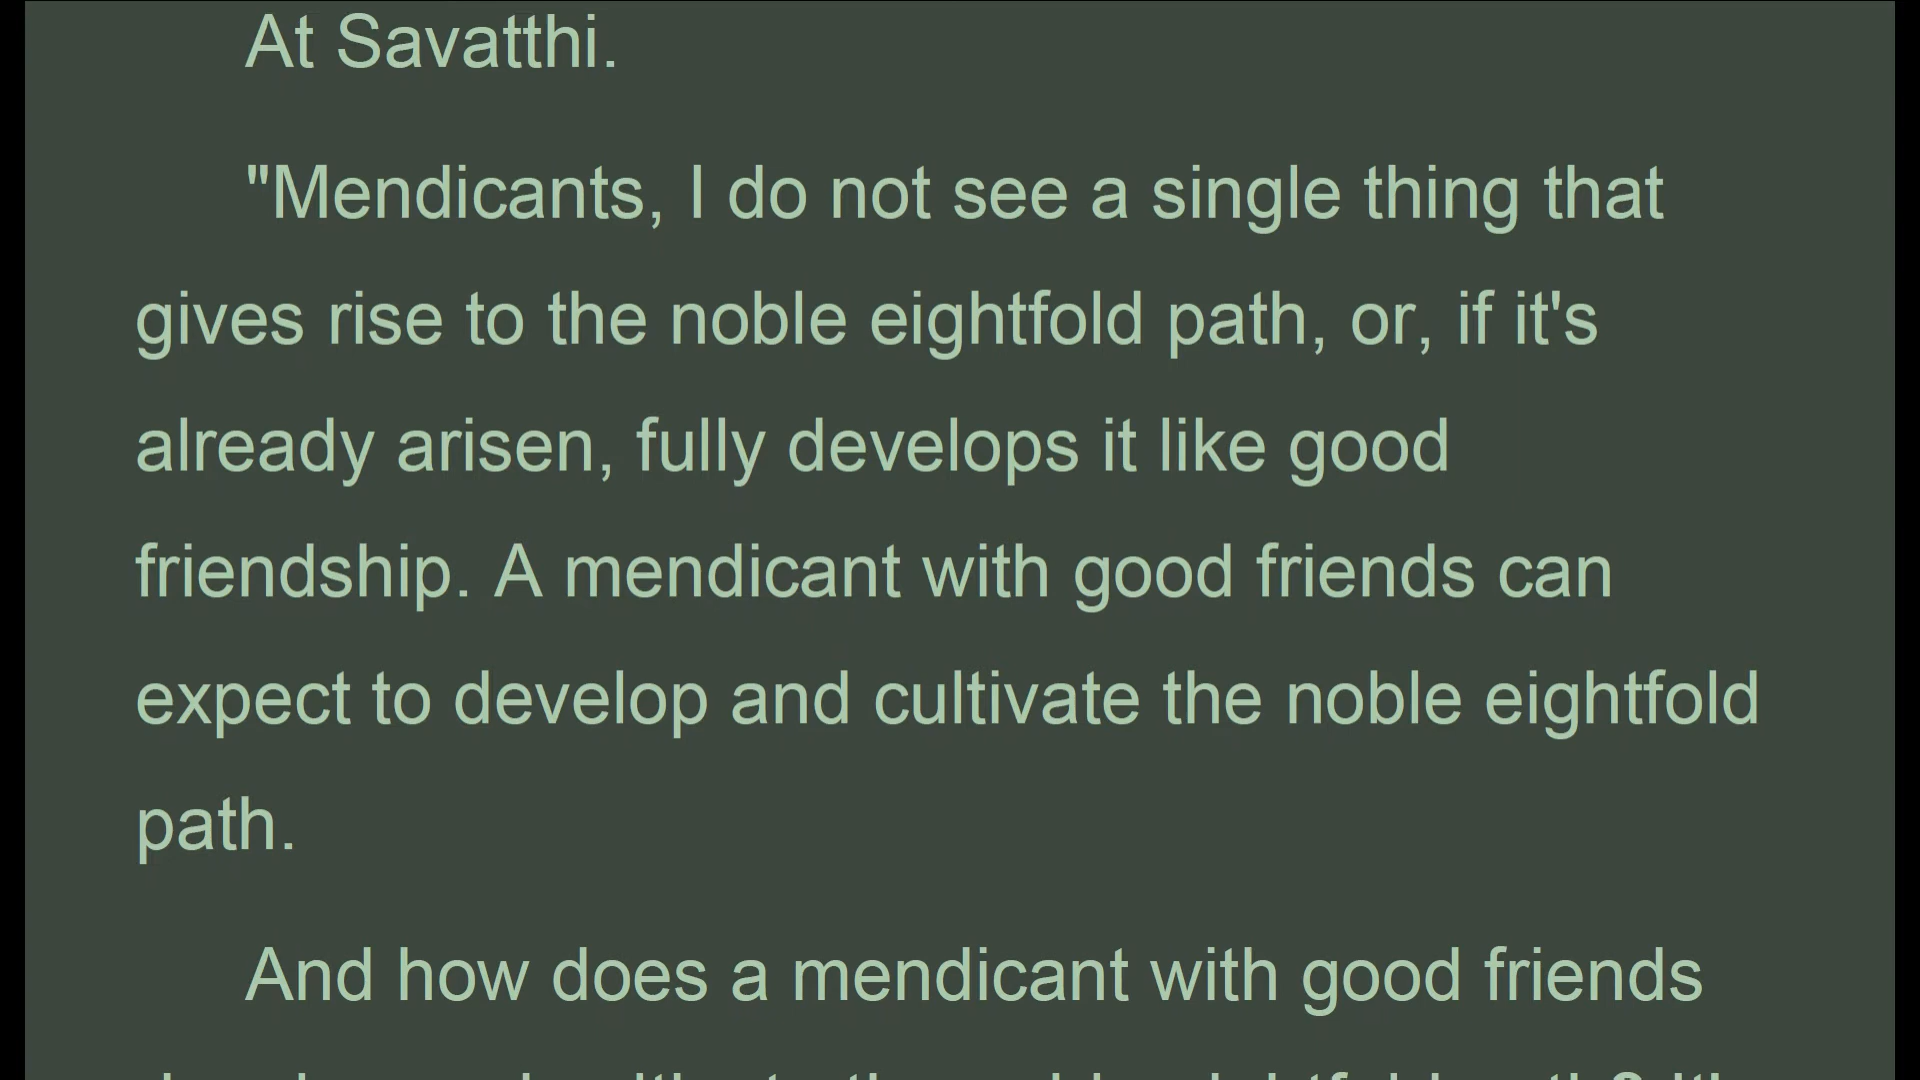 At Savatthi.
"Mendicants, I do not see a single thing that
gives rise to the noble eightfold path, or, if it's
already arisen, fully develops it like good
friendship. A mendicant with good friends can
expect to develop and cultivate the noble eightfold
path.
And how does a mendicant with good friends